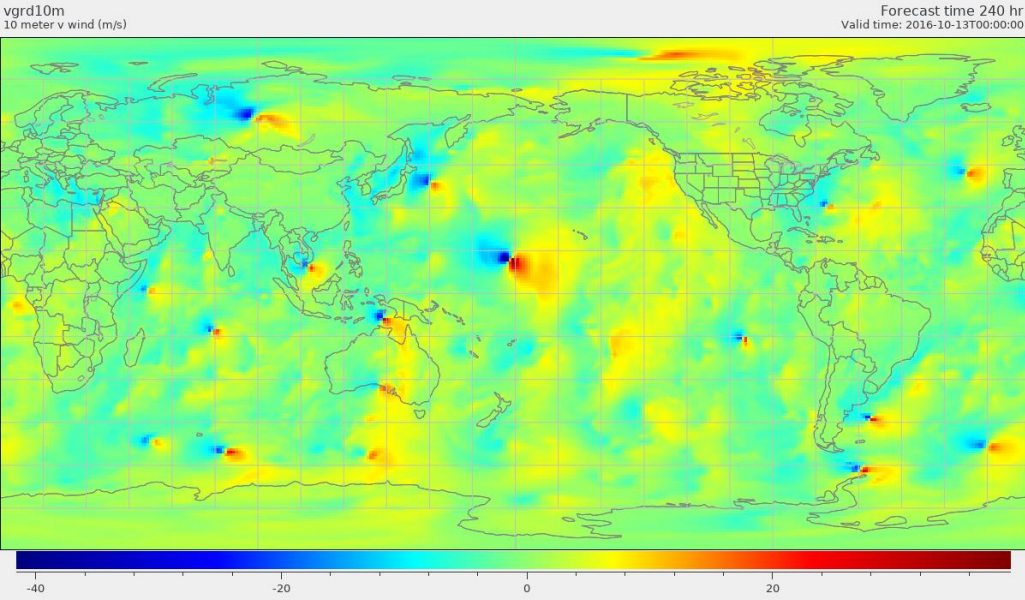 vgrd10m
10 meter v wind (m/s)
Forecast time 240 hr
Valid time: 2016-10-13T00:00:00
-40 -20 0 20